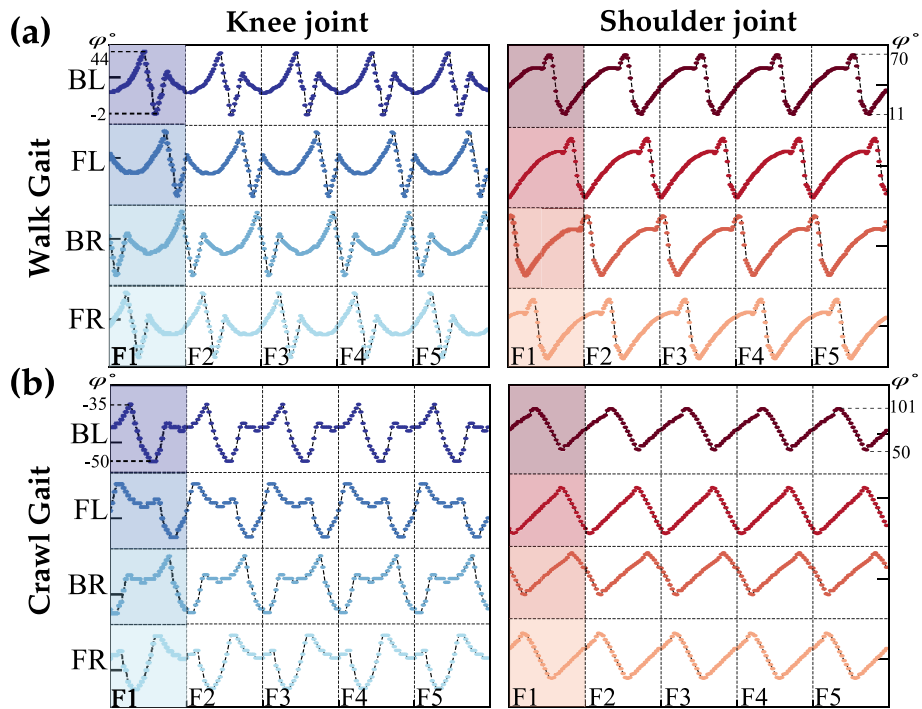 Knee joint
Shoulder joint
(a)
φ°
φ°
44
70
BL
-2
11
FL
Walk Gait
BR
FR
F1 F2 F3 F4 F5
F1 F2 F3 F4 F5
(b)
φ°
φ°
-35
101
BL
-50
50
FL
Crawl Gait
BR
FR
F1 F2 F3 F4 F5
F1 F2 F3 F4 F5